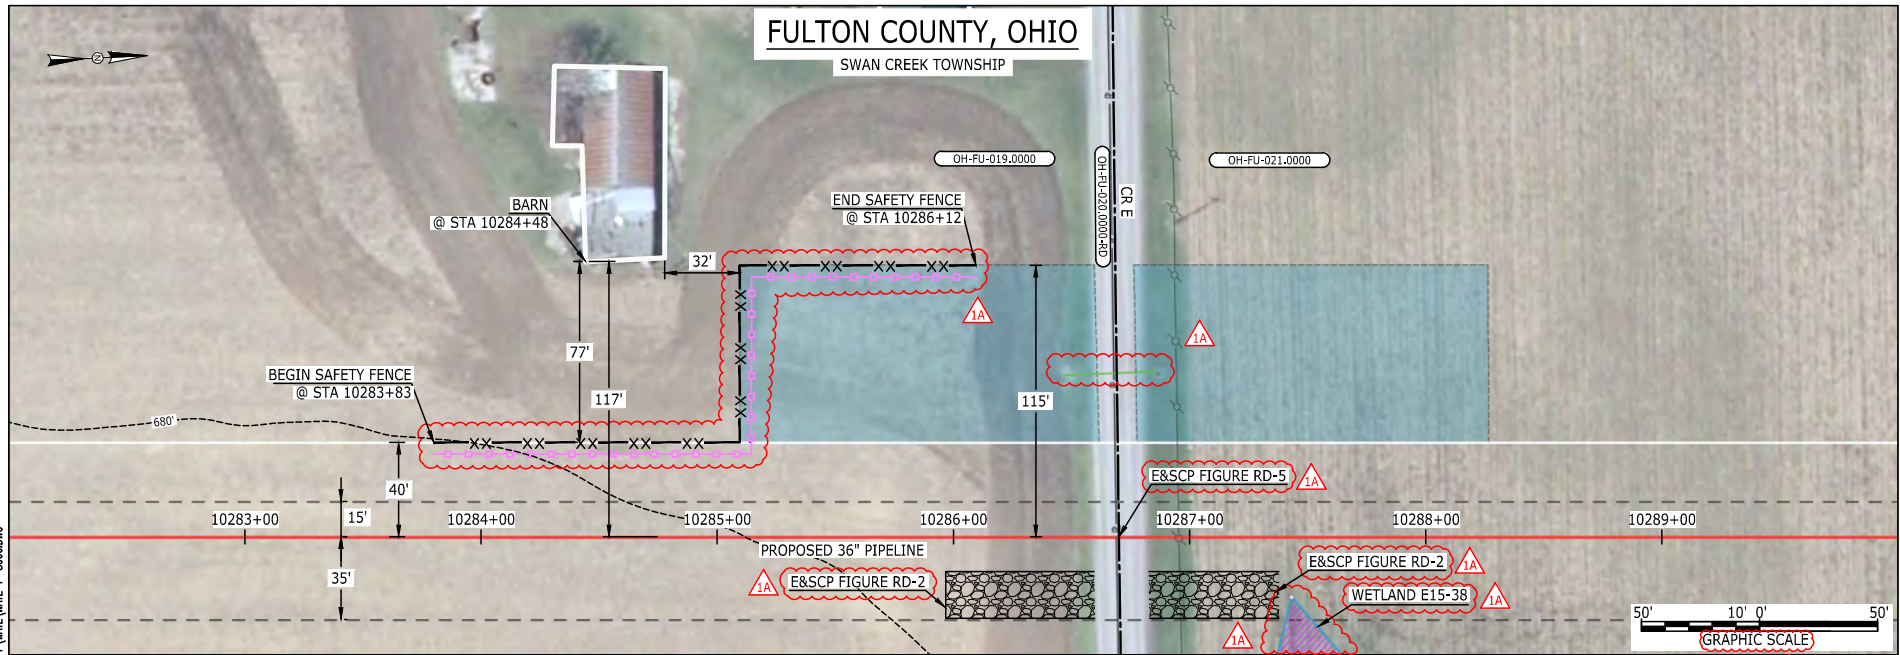 FULTON COUNTY, OHIO
SWAN CREEK TOWNSHIP
N
OH-FU-019.0000
OH-FU-020.0000-RD
CR E
OH-FU-021.0000
BARN
@ STA 10284+48
END SAFETY FENCE
@ STA 10286+12
32'
1A
1A
77'
117'
115'
BEGIN SAFETY FENCE
@ STA 10283+83
680'
40'
E&SCP FIGURE RD-5
1A
15'
10283+00
10284+00
10285+00
10286+00
10287+00
10288+00
10289+00
35'
PROPOSED 36" PIPELINE
1A
E&SCP FIGURE RD-2
E&SCP FIGURE RD-2
1A
WETLAND E15-38
1A
1A
50'
10'
0'
50'
GRAPHIC SCALE